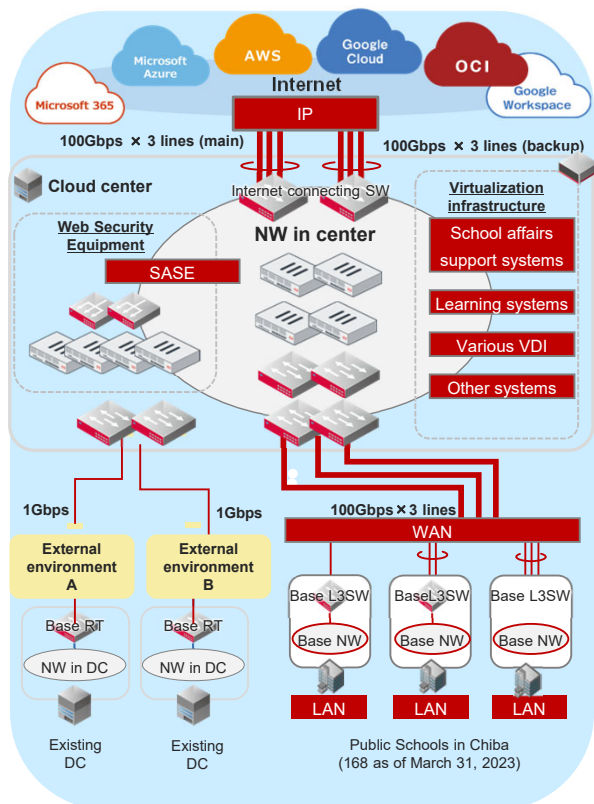 Microsoft 365
Microsoft
Azure
AWS
Google
Cloud
OCI
Google
Workspace
Internet
IP
100Gbps × 3 lines (main)
100Gbps × 3 lines (backup)
Cloud center
Internet connecting SW
Virtualization
infrastructure
Web Security
Equipment
NW in center
SASE
School affairs
support systems
Learning systems
Various VDI
Other systems
1Gbps
1Gbps
100Gbps×3 lines
WAN
External
environment
A
External
environment
B
Base L3SW
BaseL3SW
Base L3SW
Base RT
Base RT
Base NW
Base NW
Base NW
NW in DC
NW in DC
LAN
LAN
LAN
Existing
DC
Existing
DC
Public Schools in Chiba
(168 as of March 31, 2023)